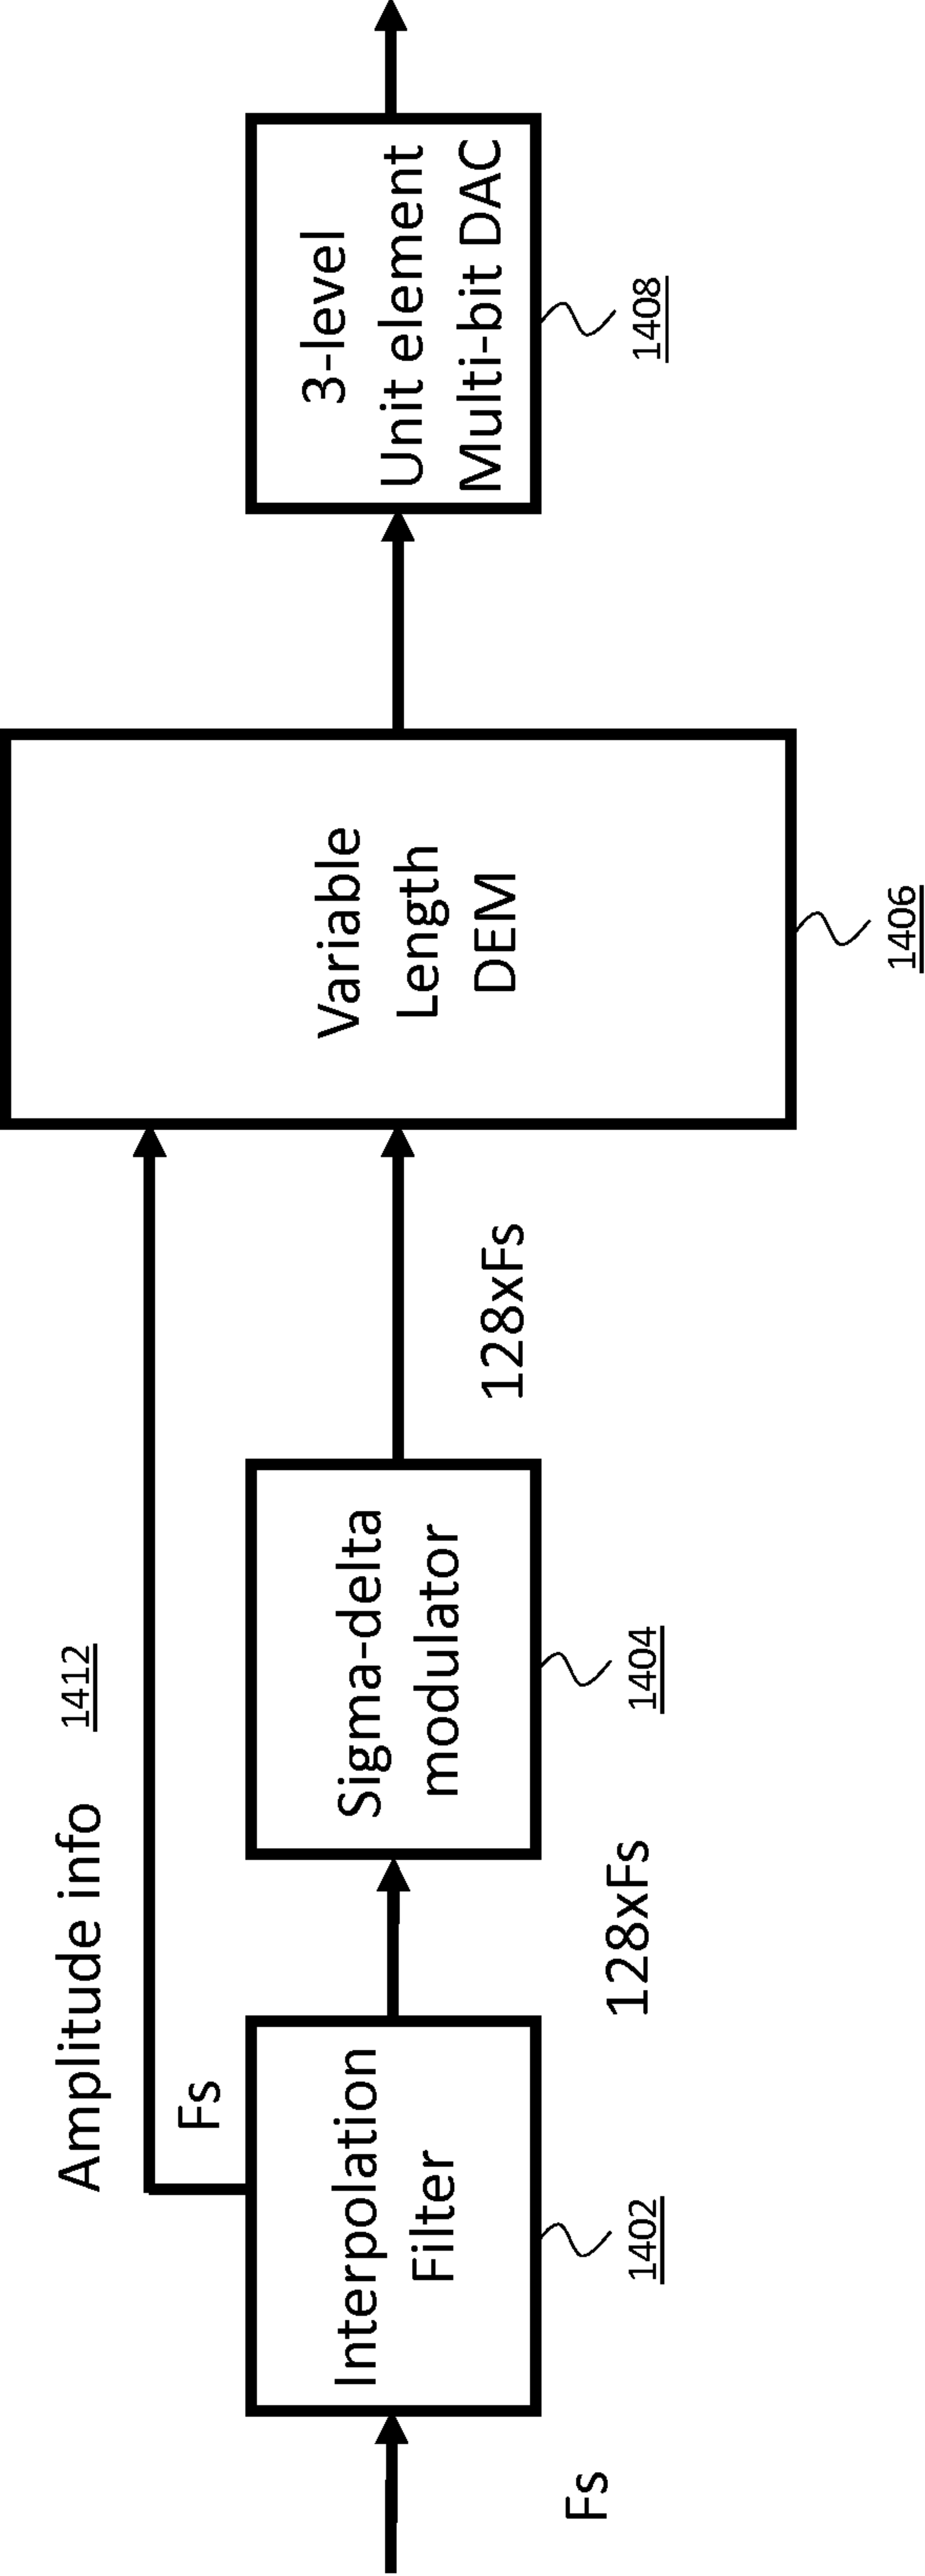 Fs
Interpolation
Filter
1402
Fs
Amplitude info
1412
128xFs
Sigma-delta
modulator
1404
128xFs
Variable
Length
DEM
1406
3-level
Unit element
Multi-bit DAC
1408